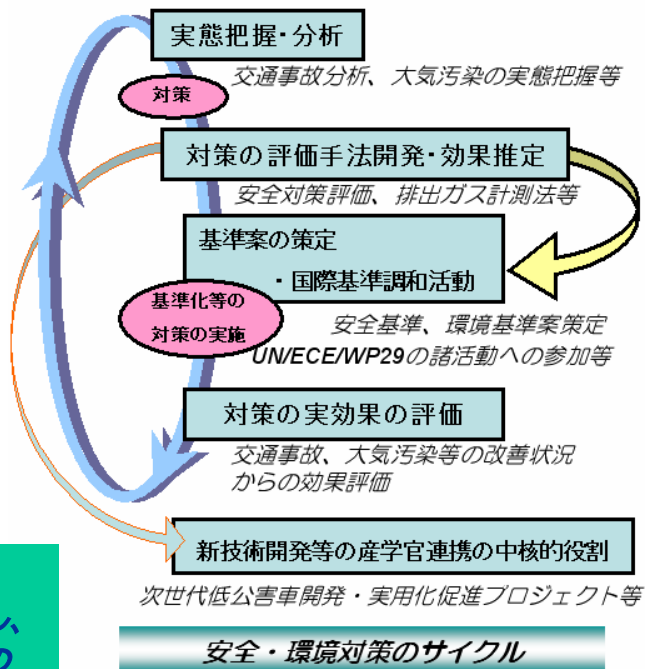 実態把握・分析
交通事故分析、大気汚染の実態把握等
対策
対策の評価手法開発・効果推定
安全対策評価、排出ガス計測法等
基準案の策定
・国際基準調和活動
基準化等の
対策の実施
安全基準、環境基準案策定
UN/ECE/WP29の諸活動への参加等
対策の実効果の評価
交通事故、大気汚染等の改善状況
からの効果評価
新技術開発等の産学官連携の中核的役割
次世代低公害車開発・実用化促進プロジェクト等
安全・環境対策のサイクル